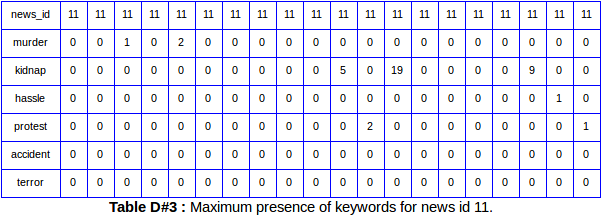 news_id 11 11 11 11 11 11 11 11 11 11 11 11 11 11 11 11 11 11 11 11
murder 0 0 1 0 2 0 0 0 0 0 0 0 0 0 0 0 0 0 0 0
kidnap 0 0 0 0 0 0 0 0 0 0 5 0 19 0 0 0 0 9 0 0
hassle 0 0 0 0 0 0 0 0 0 0 0 0 0 0 0 0 0 0 1 0
protest 0 0 0 0 0 0 0 0 0 0 0 2 0 0 0 0 0 0 0 1
accident 0 0 0 0 0 0 0 0 0 0 0 0 0 0 0 0 0 0 0 0
terror 0 0 0 0 0 0 0 0 0 0 0 0 0 0 0 0 0 0 0 0
Table D#3 : Maximum presence of keywords for news id 11.